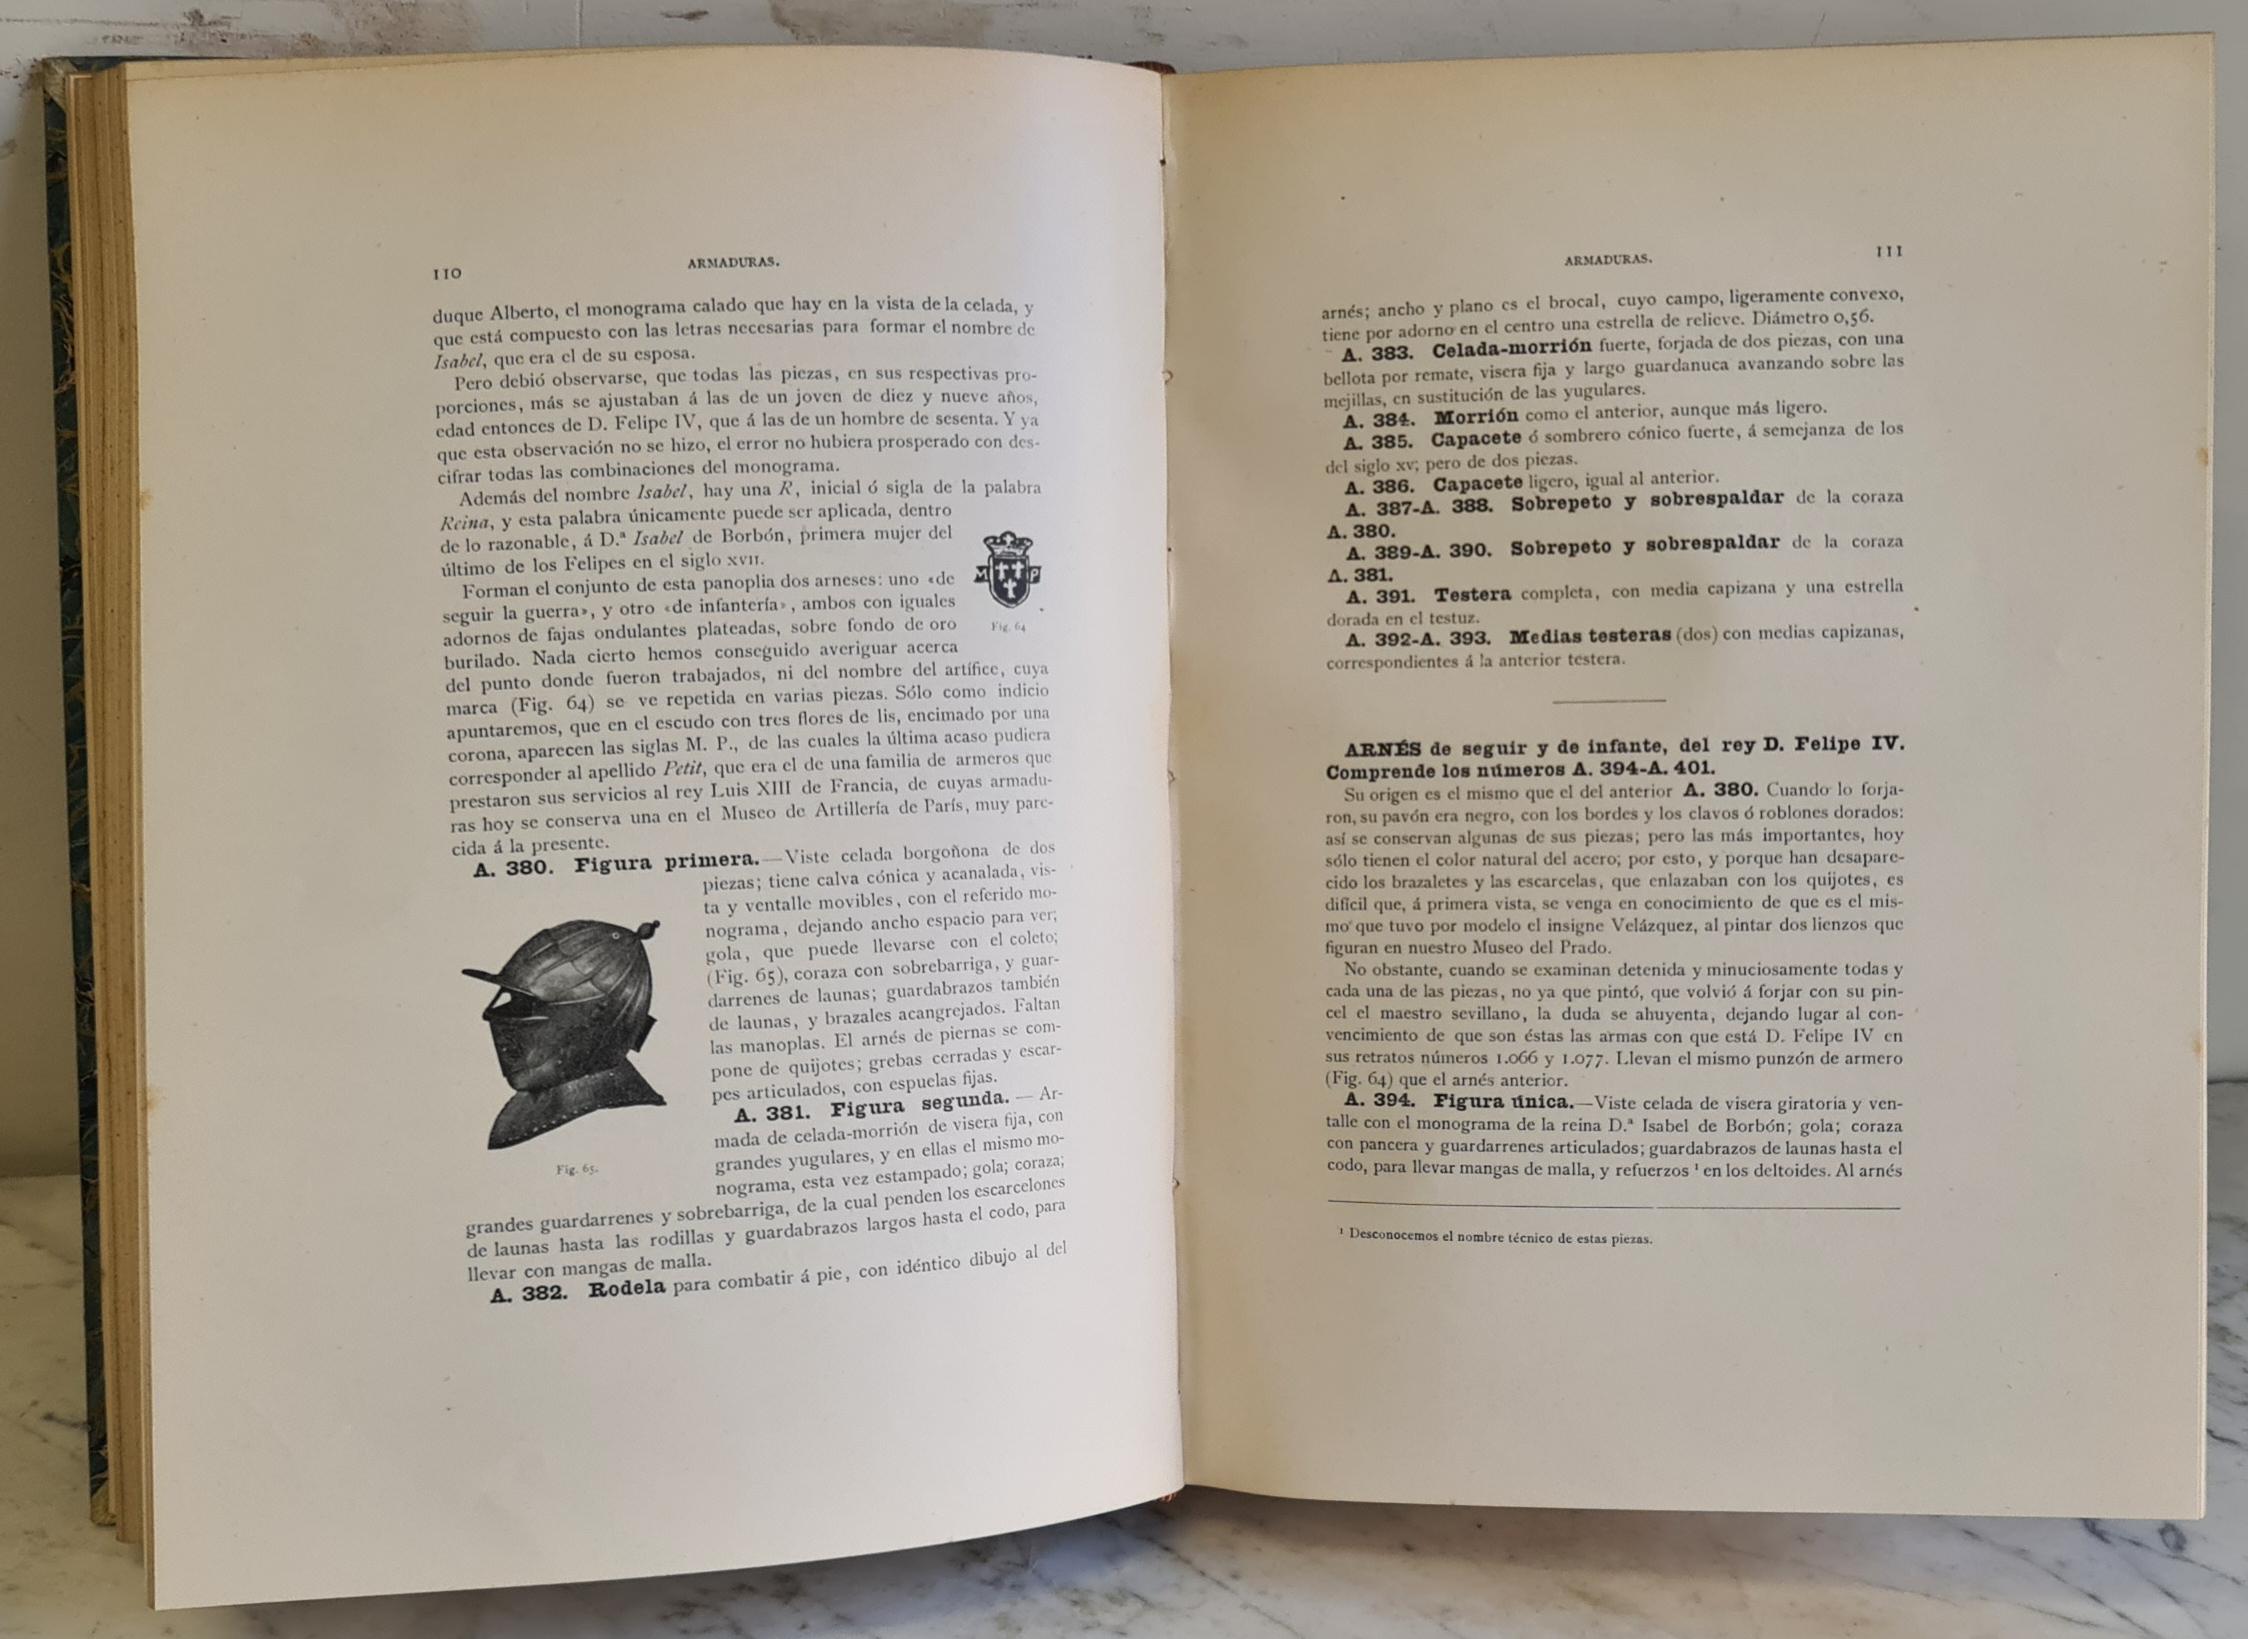 110
ARMADURAS.
duque Alberto, el monograma calado que hay en la vista de la celada, y
que está compuesto con las letras necesarias para formar el nombre de
Isabel, que era el de su esposa.
Pero debió observarse, que todas las piezas, en sus respectivas pro-
porciones, más se ajustaban á las de un joven de diez y nueve años,
edad entonces de D. Felipe IV, que á las de un hombre de sesenta. Y ya
que esta observación no se hizo, el error no hubiera prosperado con des-
cifrar todas las combinaciones del monograma.
Además del nombre Isabel, hay una R, inicial ó sigla de la palabra
Reina, y esta palabra únicamente puede ser aplicada, dentro
de lo razonable, á D.ª Isabel de Borbón, primera mujer del
último de los Felipes en el siglo XVII.
Forman el conjunto de esta panoplia dos arneses: uno «de
seguir la guerra», y otro «de infantería», ambos con iguales
adornos de fajas ondulantes plateadas, sobre fondo de oro
burilado. Nada cierto hemos conseguido averiguar acerca
del punto donde fueron trabajados, ni del nombre del artífice, cuya
marca (Fig. 64) se ve repetida en varias piezas. Sólo como indicio
apuntaremos, que en el escudo con tres flores de lis, encimado por una
corona, aparecen las siglas M. P., de las cuales la última acaso pudiera
corresponder al apellido Petit, que era el de una familia de armeros que
prestaron sus servicios al rey Luis XIII de Francia, de cuyas armadu-
ras hoy se conserva una en el Museo de Artillería de París, muy pare-
cida á la presente.
M P
Fig. 64
A. 380. Figura primera.—Viste celada borgoñona de dos
piezas; tiene calva cónica y acanalada, vis-
ta y ventalle movibles, con el referido mo-
nograma, dejando ancho espacio para ver;
gola, que puede llevarse con el coleto;
(Fig. 65), coraza con sobrebarriga, y guar-
darrenes de launas; guardabrazos también
de launas, y brazales acangrejados. Faltan
las manoplas. El arnés de piernas se com-
pone de quijotes; grebas cerradas y escar-
pes articulados, con espuelas fijas.
A. 381. Figura segunda. — Ar-
mada de celada-morrión de visera fija, con
grandes yugulares, y en ellas el mismo mo-
nograma, esta vez estampado; gola; coraza;
Fig. 65.
grandes guardarrenes y sobrebarriga, de la cual penden los escarcelones
de launas hasta las rodillas y guardabrazos largos hasta el codo, para
llevar con mangas de malla.
A. 382. Rodela para combatir á pie, con idéntico dibujo al del
ARMADURAS.
111
arnés; ancho y plano es el brocal, cuyo campo, ligeramente convexo,
tiene por adorno en el centro una estrella de relieve. Diámetro 0,56.
A. 383. Celada-morrión fuerte, forjada de dos piezas, con una
bellota por remate, visera fija y largo guardanuca avanzando sobre las
mejillas, en sustitución de las yugulares.
A. 384. Morrión como el anterior, aunque más ligero.
A. 385. Capacete ó sombrero cónico fuerte, á semejanza de los
del siglo XV; pero de dos piezas.
A. 386. Capacete ligero, igual al anterior.
A. 387-A. 388. Sobrepeto y sobrespaldar de la coraza
A. 380.
A. 389-A. 390. Sobrepeto y sobrespaldar de la coraza
A. 381.
A. 391. Testera completa, con media capizana y una estrella
dorada en el testuz.
A. 392-A. 393. Medias testeras (dos) con medias capizanas,
correspondientes á la anterior testera.
ARNÉS de seguir y de infante, del rey D. Felipe IV.
Comprende los números A. 394-A. 401.
Su origen es el mismo que el del anterior A. 380. Cuando lo forja-
ron, su pavón era negro, con los bordes y los clavos ó roblones dorados:
así se conservan algunas de sus piezas; pero las más importantes, hoy
sólo tienen el color natural del acero; por esto, y porque han desapare-
cido los brazaletes y las escarcelas, que enlazaban con los quijotes, es
difícil que, á primera vista, se venga en conocimiento de que es el mis-
mo que tuvo por modelo el insigne Velázquez, al pintar dos lienzos que
figuran en nuestro Museo del Prado.
No obstante, cuando se examinan detenida y minuciosamente todas y
cada una de las piezas, no ya que pintó, que volvió á forjar con su pin-
cel el maestro sevillano, la duda se ahuyenta, dejando lugar al con-
vencimiento de que son éstas las armas con que está D. Felipe IV en
sus retratos números 1.066 y 1.077. Llevan el mismo punzón de armero
(Fig. 64) que el arnés anterior.
A. 394. Figura única.—Viste celada de visera giratoria y ven-
talle con el monograma de la reina D.ª Isabel de Borbón; gola; coraza
con pancera y guardarrenes articulados; guardabrazos de launas hasta el
codo, para llevar mangas de malla, y refuerzos ¹ en los deltoides. Al arnés
¹ Desconocemos el nombre técnico de estas piezas.